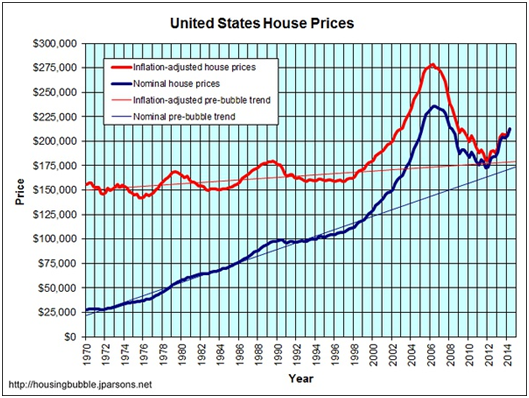 United States House Prices
$300,000
$275,000
$250,000
$225,000
$200,000
$175,000
$150,000
$125,000
$100,000
$75,000
$50,000
$25,000
$0
Price
Inflation-adjusted house prices
Nominal house prices
Inflation-adjusted pre-bubble trend
Nominal pre-bubble trend
1970 1972 1974 1976 1978 1980 1982 1984 1986 1988 1990 1992 1994 1996 1998 2000 2002 2004 2006 2008 2010 2012 2014
Year
http://housingbubble.jparsons.net